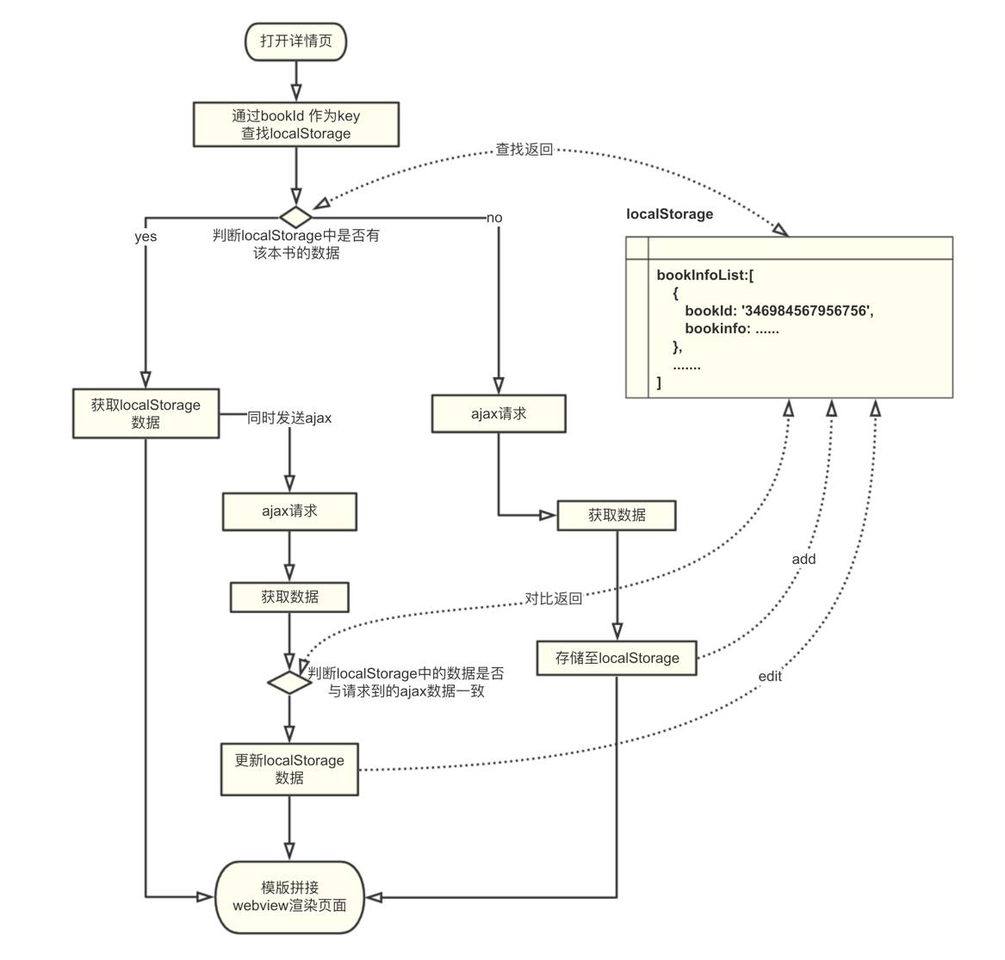 打开详情页
通过bookId 作为key
查找localStorage
查找返回
yes
no
判断localStorage中是否有
该本书的数据
localStorage
bookInfoList:[
{
bookId: '346984567956756',
bookinfo: ......
},
.......
]
获取localStorage
数据
同时发送ajax
ajax请求
ajax请求
获取数据
获取数据
对比返回
add
判断localStorage中的数据是否
与请求到的ajax数据一致
存储至localStorage
edit
更新localStorage
数据
模版拼接
webview渲染页面